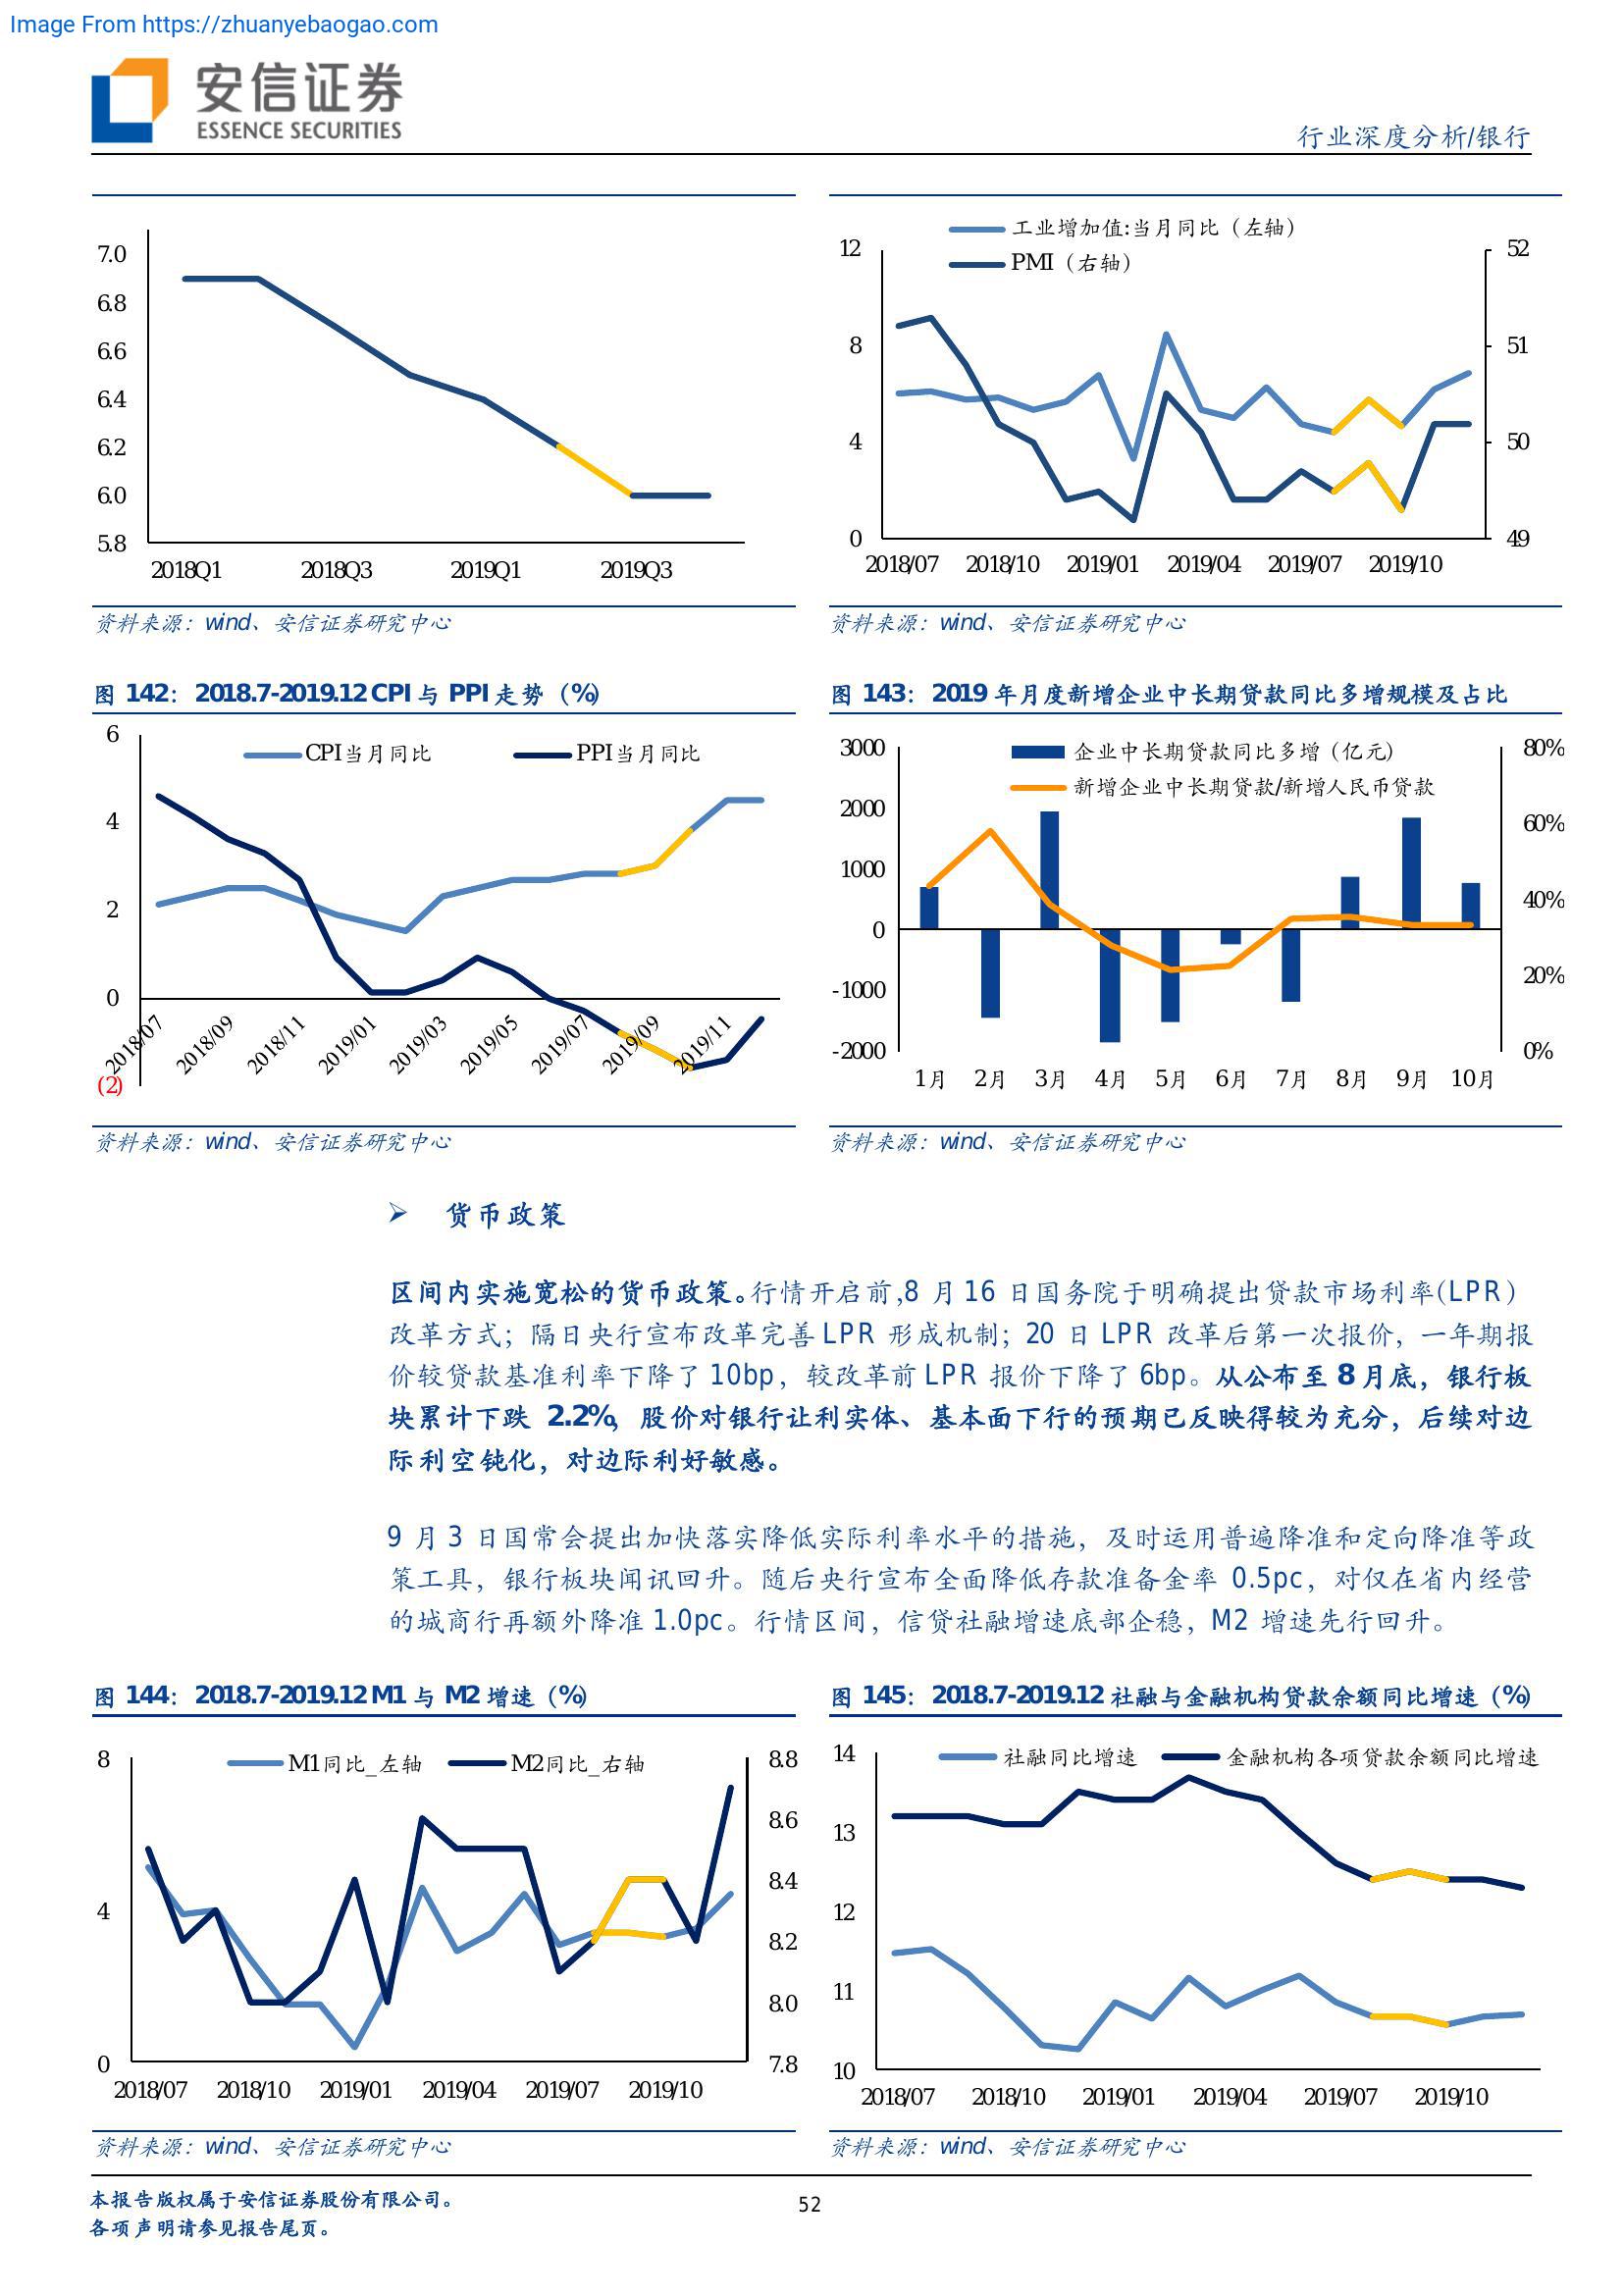 Image From https://zhuanyebaogao.com
安信证券
ESSENCE SECURITIES
行业深度分析/银行
7.0
6.8
6.6
6.4
6.2
6.0
5.8
2018Q1 2018Q3 2019Q1 2019Q3
工业增加值:当月同比（左轴）
PMI（右轴）
12
8
4
0
52
51
50
49
2018/07 2018/10 2019/01 2019/04 2019/07 2019/10
资料来源：wind、安信证券研究中心
资料来源：wind、安信证券研究中心
图 142：2018.7-2019.12 CPI 与 PPI 走势（%）
6
4
2
0
(2)
CPI当月同比 PPI当月同比
2018/07 2018/09 2018/11 2019/01 2019/03 2019/05 2019/07 2019/09 2019/11
图 143：2019 年月度新增企业中长期贷款同比多增规模及占比
3000
2000
1000
0
-1000
-2000
企业中长期贷款同比多增（亿元）
新增企业中长期贷款/新增人民币贷款
80%
60%
40%
20%
0%
1月 2月 3月 4月 5月 6月 7月 8月 9月 10月
资料来源：wind、安信证券研究中心
资料来源：wind、安信证券研究中心
➢ 货币政策
区间内实施宽松的货币政策。行情开启前,8 月 16 日国务院于明确提出贷款市场利率(LPR）
改革方式；隔日央行宣布改革完善 LPR 形成机制；20 日 LPR 改革后第一次报价，一年期报
价较贷款基准利率下降了 10bp，较改革前 LPR 报价下降了 6bp。从公布至 8 月底，银行板
块累计下跌 2.2%，股价对银行让利实体、基本面下行的预期已反映得较为充分，后续对边
际利空钝化，对边际利好敏感。
9 月 3 日国常会提出加快落实降低实际利率水平的措施，及时运用普遍降准和定向降准等政
策工具，银行板块闻讯回升。随后央行宣布全面降低存款准备金率 0.5pc，对仅在省内经营
的城商行再额外降准 1.0pc。行情区间，信贷社融增速底部企稳，M2 增速先行回升。
图 144：2018.7-2019.12 M1 与 M2 增速（%）
8
4
0
M1同比_左轴 M2同比_右轴
8.8
8.6
8.4
8.2
8.0
7.8
2018/07 2018/10 2019/01 2019/04 2019/07 2019/10
图 145：2018.7-2019.12 社融与金融机构贷款余额同比增速（%）
14
13
12
11
10
社融同比增速 金融机构各项贷款余额同比增速
2018/07 2018/10 2019/01 2019/04 2019/07 2019/10
资料来源：wind、安信证券研究中心
资料来源：wind、安信证券研究中心
本报告版权属于安信证券股份有限公司。
各项声明请参见报告尾页。
52